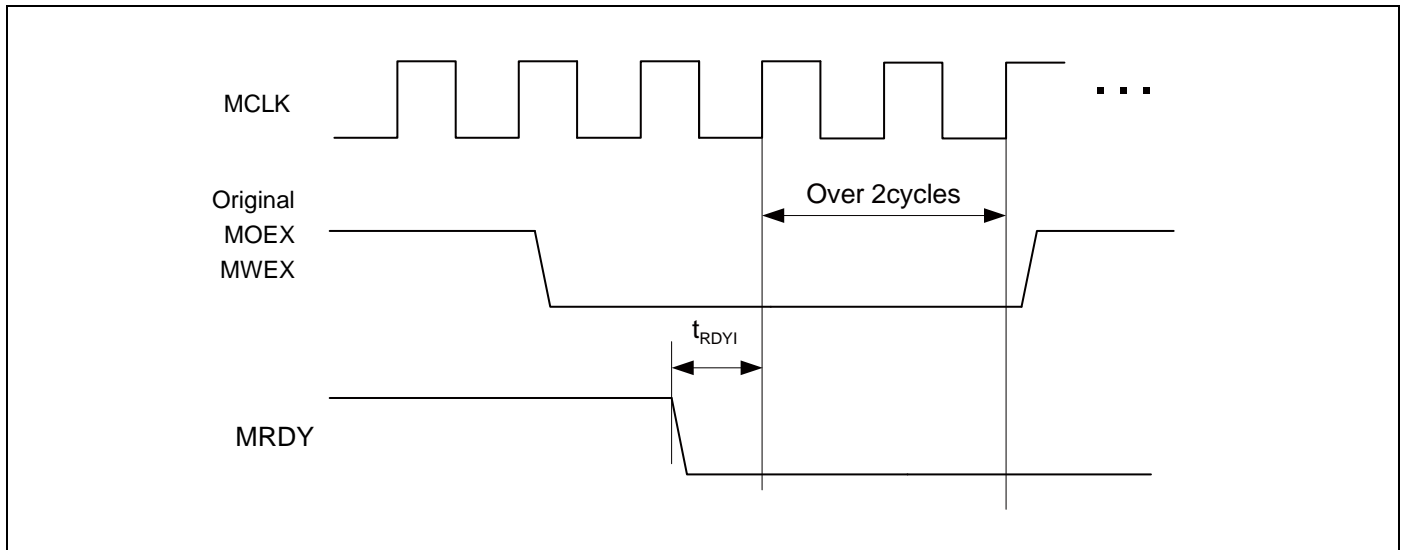 MCLK
Original
MOEX
MWEX
Over 2cycles
tRDYI
MRDY